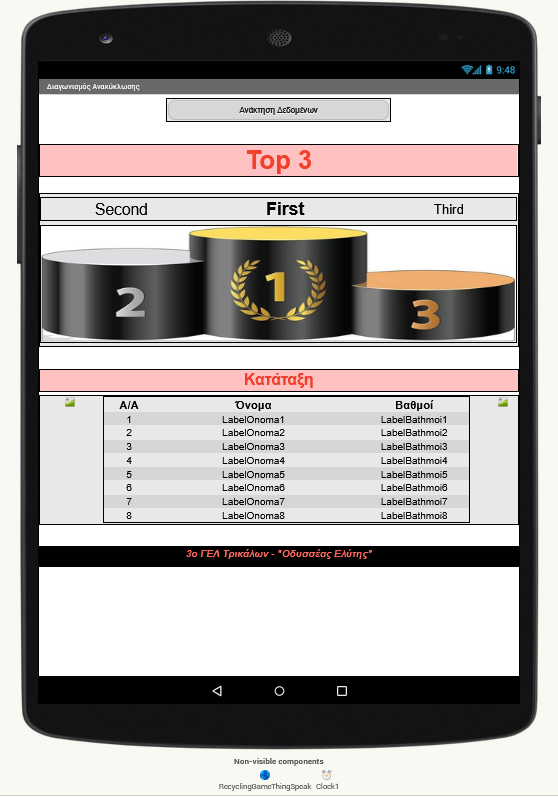 9:48
Διαγωνισμός Ανακύκλωσης
Ανάκτηση Δεδομένων
Top 3
Second First Third
2 1 3
Κατάταξη
Α/Α Όνομα Βαθμοί
1 LabelOnoma1 LabelBathmoi1
2 LabelOnoma2 LabelBathmoi2
3 LabelOnoma3 LabelBathmoi3
4 LabelOnoma4 LabelBathmoi4
5 LabelOnoma5 LabelBathmoi5
6 LabelOnoma6 LabelBathmoi6
7 LabelOnoma7 LabelBathmoi7
8 LabelOnoma8 LabelBathmoi8
3ο ΓΕΛ Τρικάλων - "Οδυσσέας Ελύτης"
Non-visible components
RecyclingGameThingSpeak Clock1